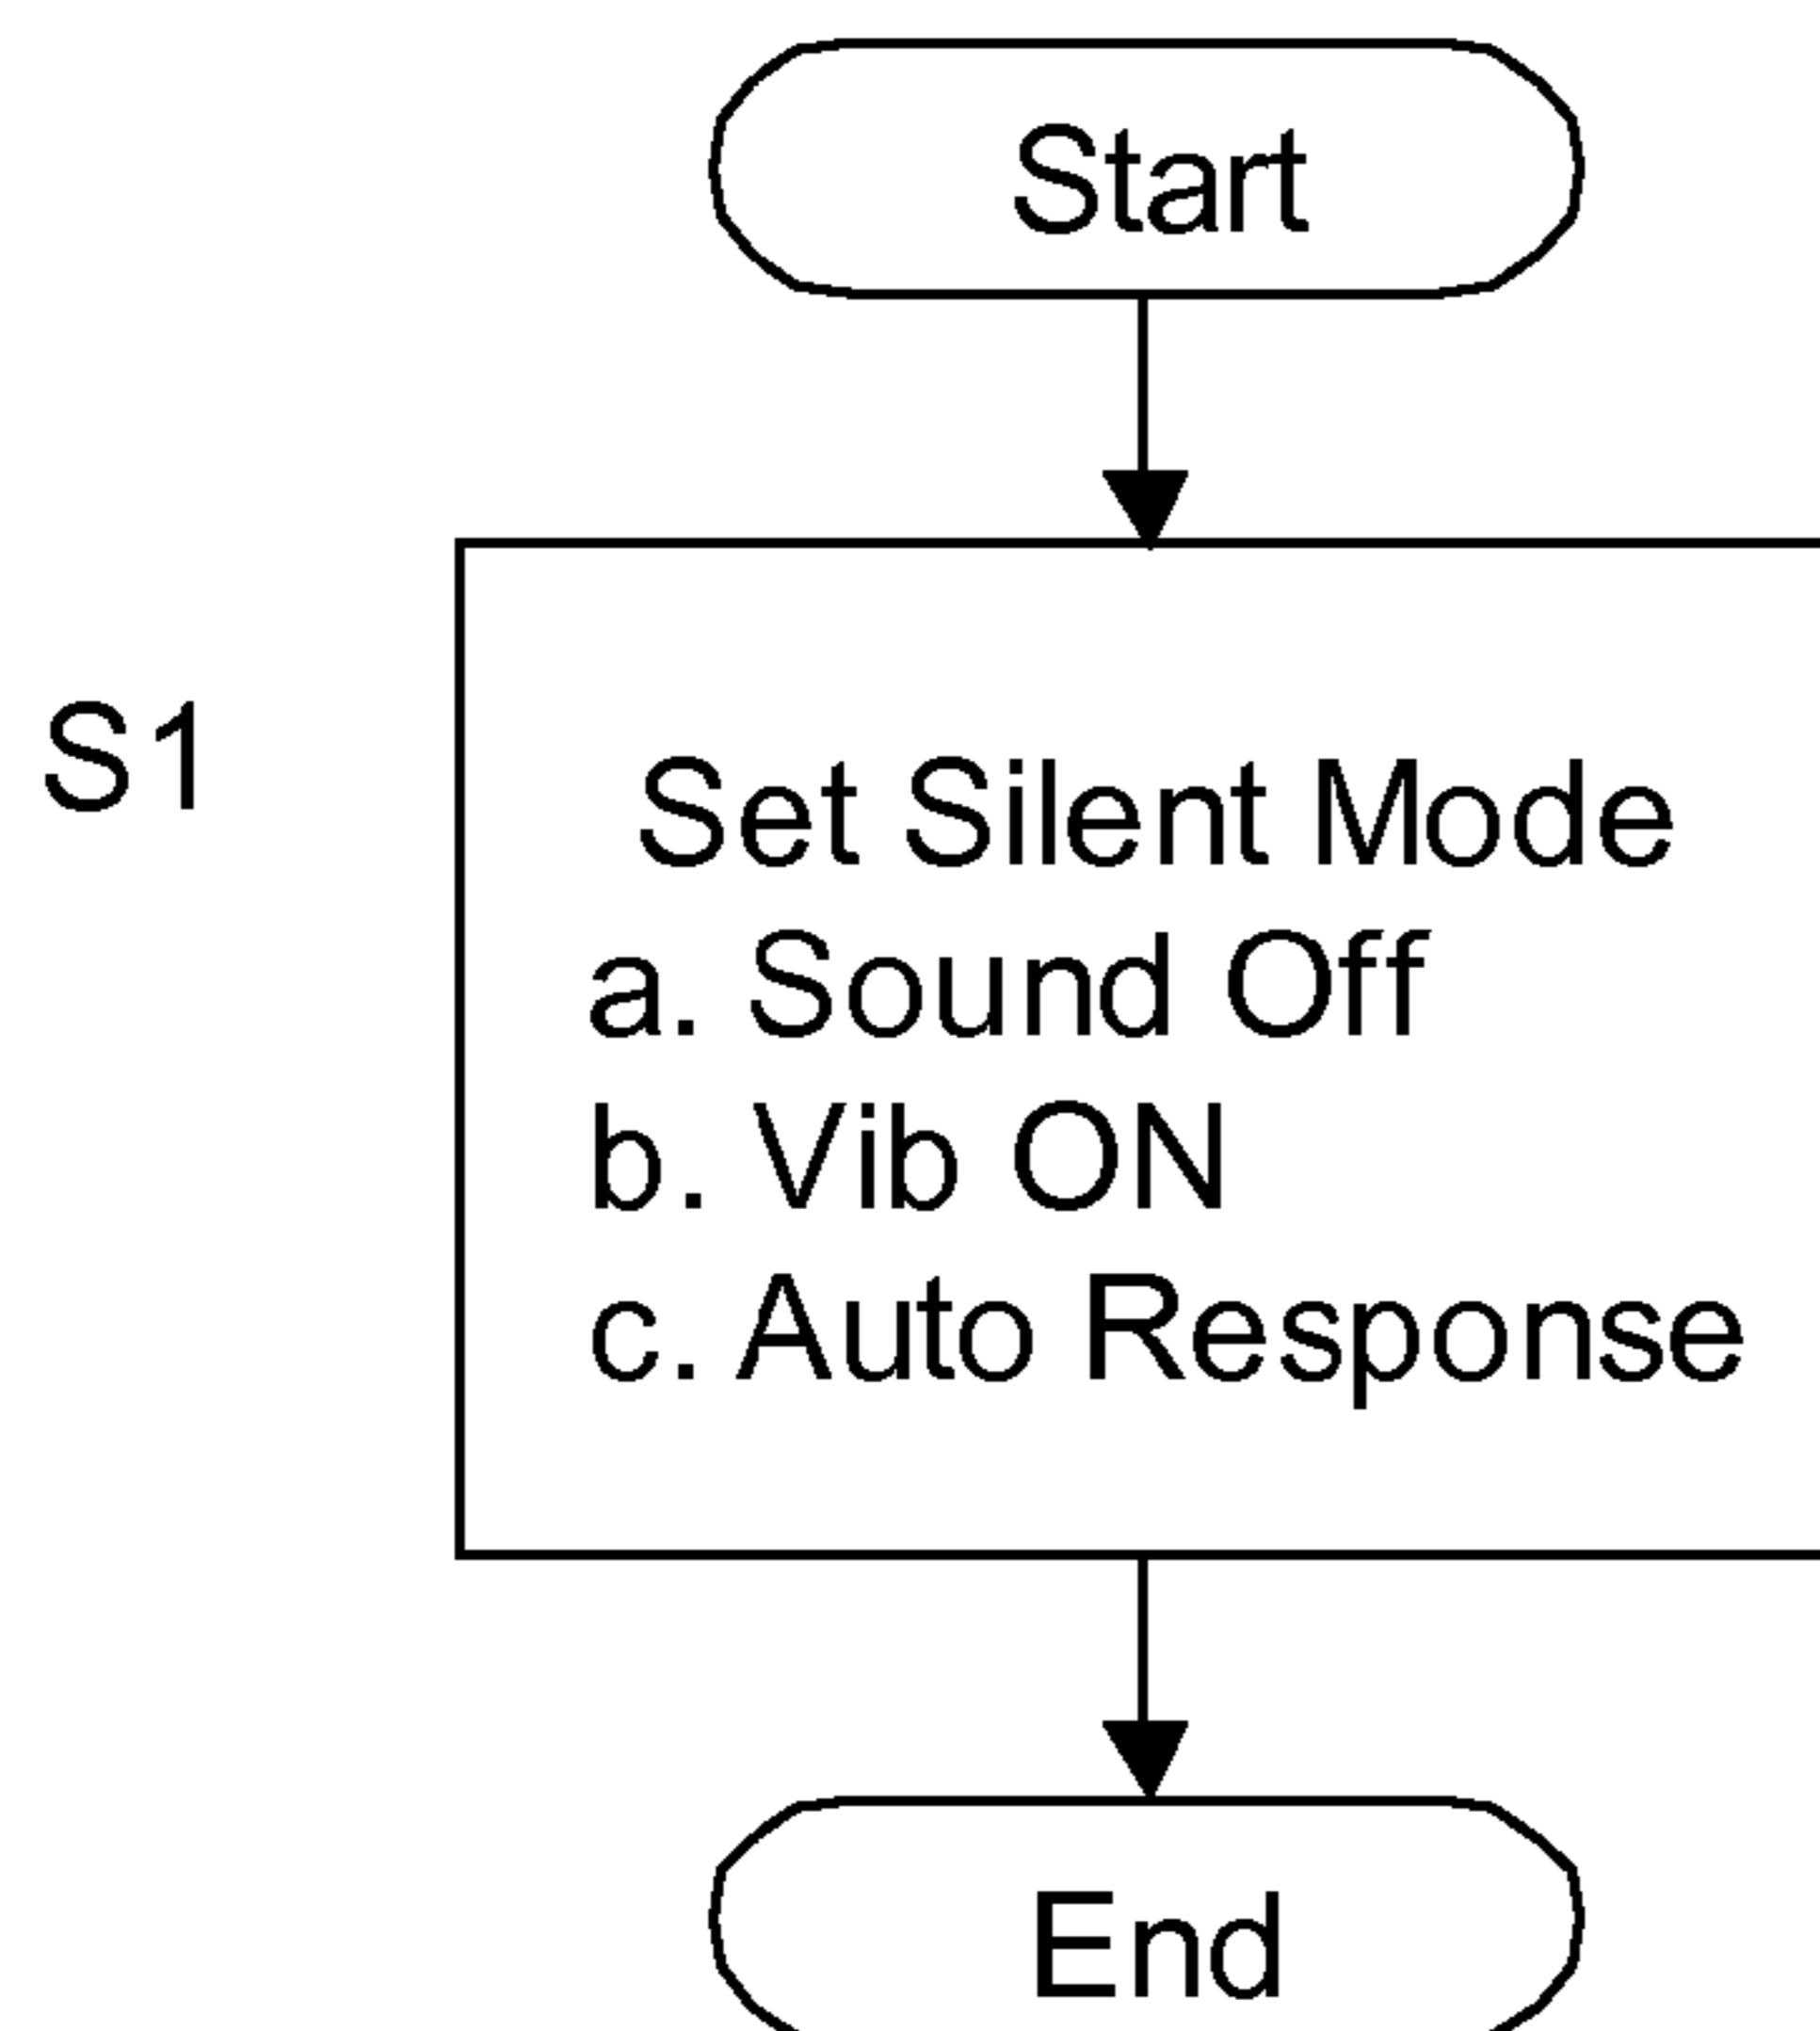 Start
S1
Set Silent Mode
a. Sound Off
b. Vib ON
c. Auto Response
End